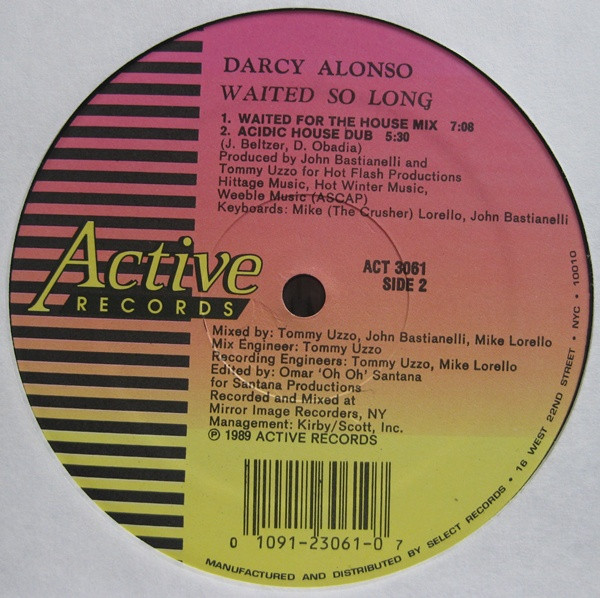 DARCY ALONSO
WAITED SO LONG
1. WAITED FOR THE HOUSE MIX 7:08
2. ACIDIC HOUSE DUB 5:30
(J. Beltzer, D. Obadia)
Produced by John Bastianelli and
Tommy Uzzo for Hot Flash Productions
Hittage Music, Hot Winter Music,
Weeble Music (ASCAP)
Keyboards: Mike (The Crusher) Lorello, John Bastianelli
Active
RECORDS
ACT 3061
SIDE 2
Mixed by: Tommy Uzzo, John Bastianelli, Mike Lorello
Mix Engineer: Tommy Uzzo
Recording Engineers: Tommy Uzzo, Mike Lorello
Edited by: Omar 'Oh Oh' Santana
for Santana Productions
Recorded and Mixed at
Mirror Image Recorders, NY
Management: Kirby/Scott, Inc.
℗ 1989 ACTIVE RECORDS
0 1091-23061-0 7
MANUFACTURED AND DISTRIBUTED BY SELECT RECORDS • 16 WEST 22ND STREET • NYC • 10010